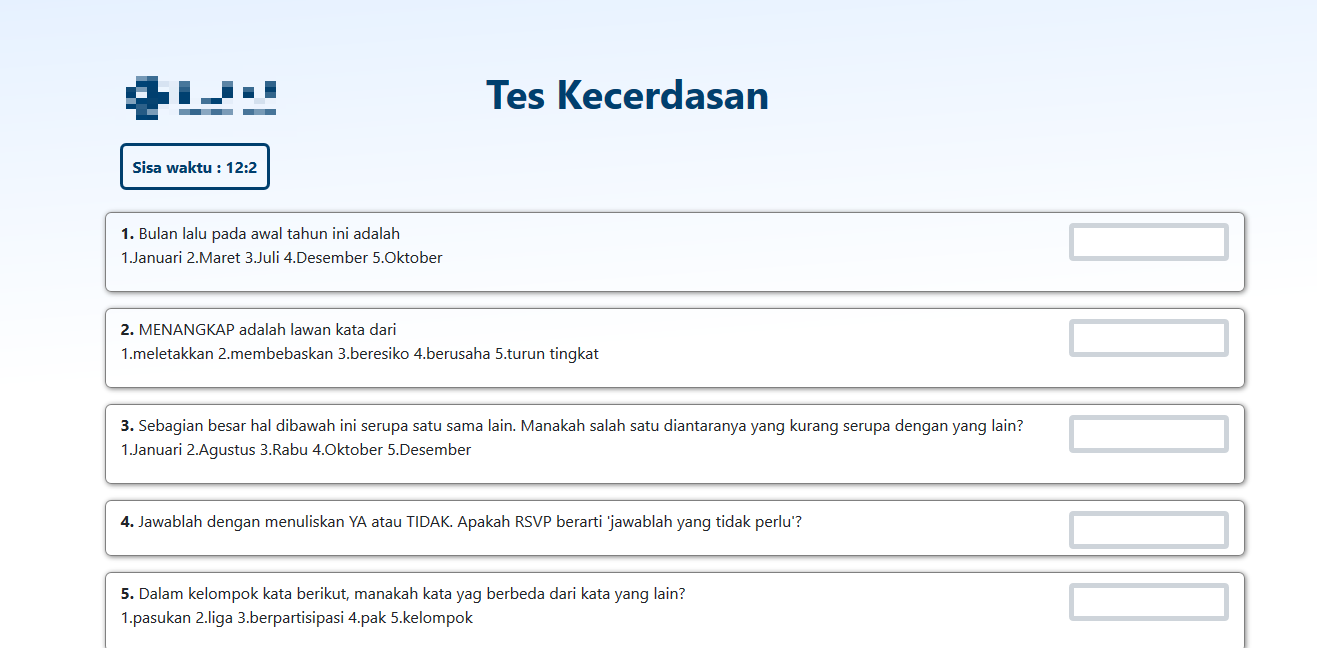 Tes Kecerdasan
Sisa waktu : 12:2
1. Bulan lalu pada awal tahun ini adalah
1.Januari 2.Maret 3.Juli 4.Desember 5.Oktober
2. MENANGKAP adalah lawan kata dari
1.meletakkan 2.membebaskan 3.beresiko 4.berusaha 5.turun tingkat
3. Sebagian besar hal dibawah ini serupa satu sama lain. Manakah salah satu diantaranya yang kurang serupa dengan yang lain?
1.Januari 2.Agustus 3.Rabu 4.Oktober 5.Desember
4. Jawablah dengan menuliskan YA atau TIDAK. Apakah RSVP berarti 'jawablah yang tidak perlu'?
5. Dalam kelompok kata berikut, manakah kata yag berbeda dari kata yang lain?
1.pasukan 2.liga 3.berpartisipasi 4.pak 5.kelompok